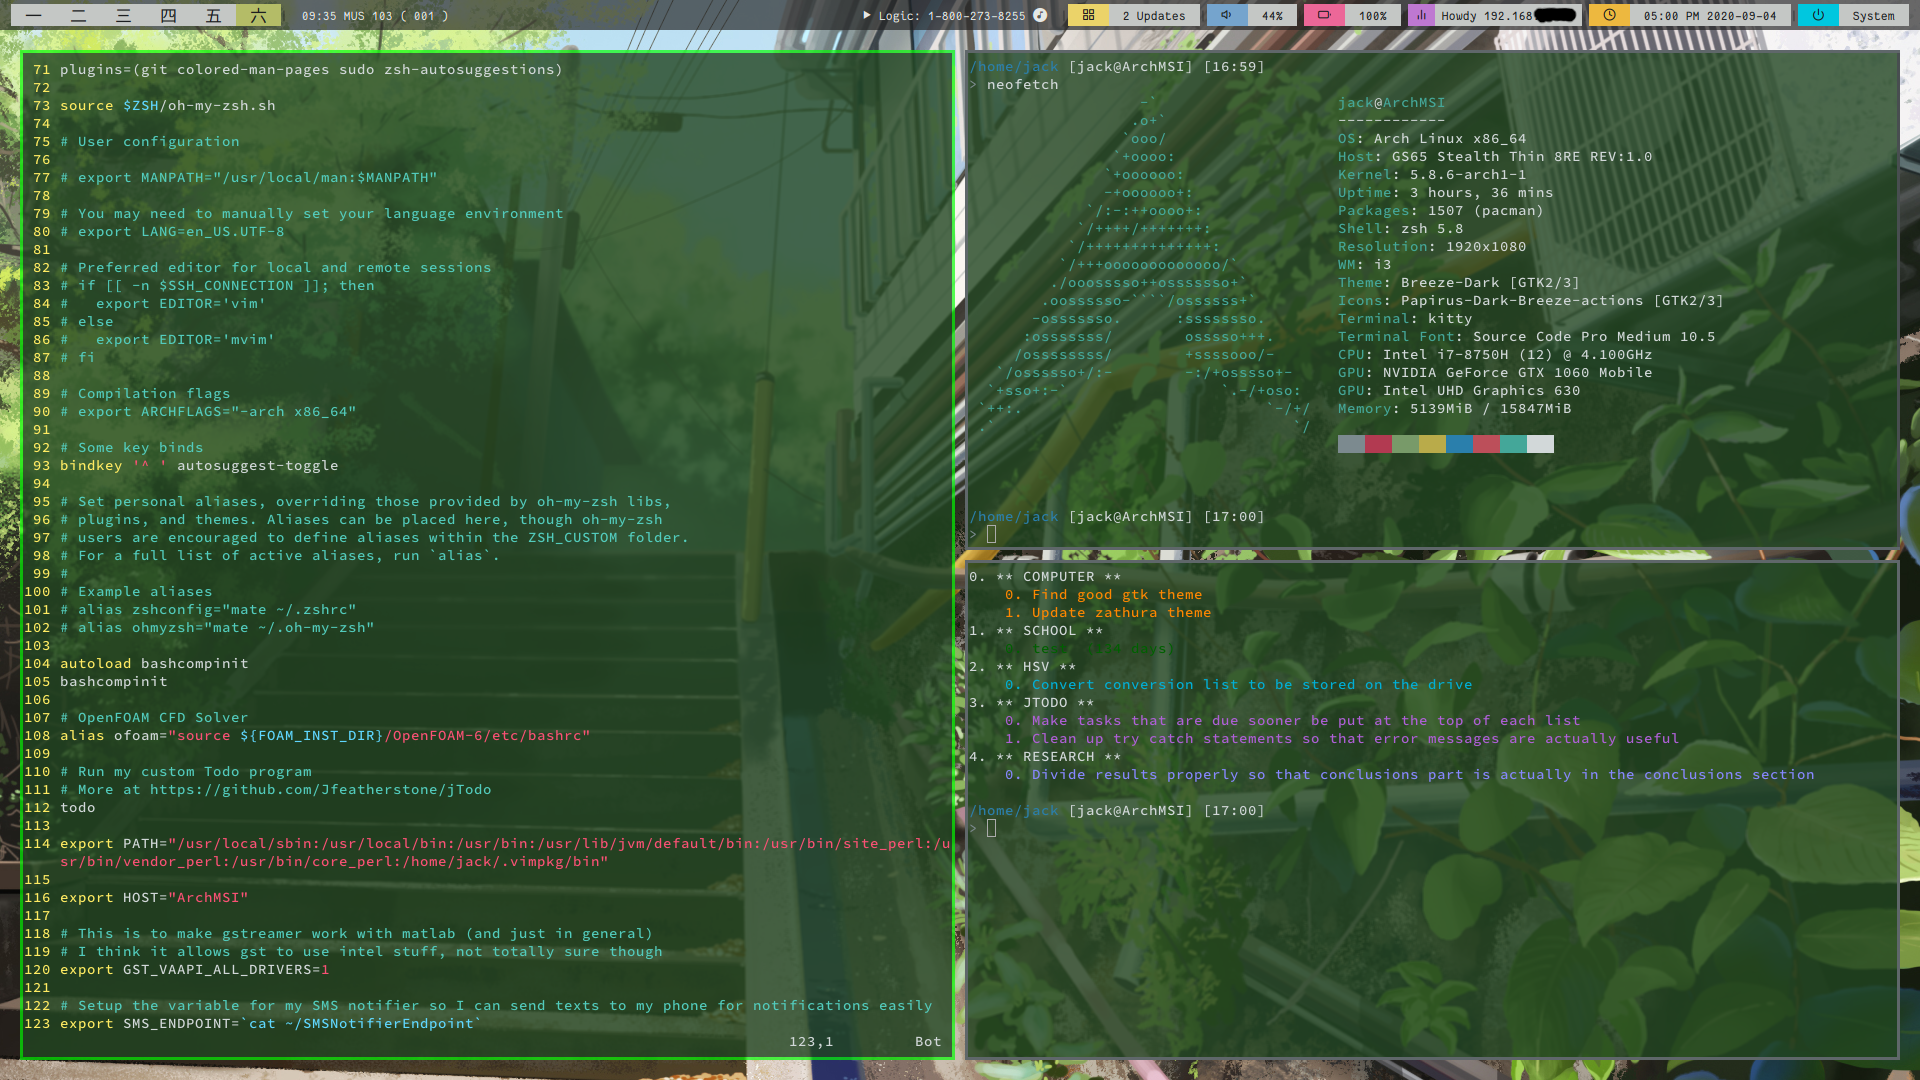 一 二 三 四 五 六 09:35 MUS 103 ( 001 ) Logic: 1-800-273-8255 2 Updates 44% 100% Howdy 192.168 05:00 PM 2020-09-04 System
71 plugins=(git colored-man-pages sudo zsh-autosuggestions)
72
73 source $ZSH/oh-my-zsh.sh
74
75 # User configuration
76
77 # export MANPATH="/usr/local/man:$MANPATH"
78
79 # You may need to manually set your language environment
80 # export LANG=en_US.UTF-8
81
82 # Preferred editor for local and remote sessions
83 # if [[ -n $SSH_CONNECTION ]]; then
84 #   export EDITOR='vim'
85 # else
86 #   export EDITOR='mvim'
87 # fi
88
89 # Compilation flags
90 # export ARCHFLAGS="-arch x86_64"
91
92 # Some key binds
93 bindkey '^ ' autosuggest-toggle
94
95 # Set personal aliases, overriding those provided by oh-my-zsh libs,
96 # plugins, and themes. Aliases can be placed here, though oh-my-zsh
97 # users are encouraged to define aliases within the ZSH_CUSTOM folder.
98 # For a full list of active aliases, run `alias`.
99 #
100 # Example aliases
101 # alias zshconfig="mate ~/.zshrc"
102 # alias ohmyzsh="mate ~/.oh-my-zsh"
103
104 autoload bashcompinit
105 bashcompinit
106
107 # OpenFOAM CFD Solver
108 alias ofoam="source ${FOAM_INST_DIR}/OpenFOAM-6/etc/bashrc"
109
110 # Run my custom Todo program
111 # More at https://github.com/Jfeatherstone/jTodo
112 todo
113
114 export PATH="/usr/local/sbin:/usr/local/bin:/usr/bin:/usr/lib/jvm/default/bin:/usr/bin/site_perl:/u
sr/bin/vendor_perl:/usr/bin/core_perl:/home/jack/.vimpkg/bin"
115
116 export HOST="ArchMSI"
117
118 # This is to make gstreamer work with matlab (and just in general)
119 # I think it allows gst to use intel stuff, not totally sure though
120 export GST_VAAPI_ALL_DRIVERS=1
121
122 # Setup the variable for my SMS notifier so I can send texts to my phone for notifications easily
123 export SMS_ENDPOINT=`cat ~/SMSNotifierEndpoint`
123,1 Bot
/home/jack [jack@ArchMSI] [16:59]
> neofetch
jack@ArchMSI
------------
OS: Arch Linux x86_64
Host: GS65 Stealth Thin 8RE REV:1.0
Kernel: 5.8.6-arch1-1
Uptime: 3 hours, 36 mins
Packages: 1507 (pacman)
Shell: zsh 5.8
Resolution: 1920x1080
WM: i3
Theme: Breeze-Dark [GTK2/3]
Icons: Papirus-Dark-Breeze-actions [GTK2/3]
Terminal: kitty
Terminal Font: Source Code Pro Medium 10.5
CPU: Intel i7-8750H (12) @ 4.100GHz
GPU: NVIDIA GeForce GTX 1060 Mobile
GPU: Intel UHD Graphics 630
Memory: 5139MiB / 15847MiB
/home/jack [jack@ArchMSI] [17:00]
>
0. ** COMPUTER **
0. Find good gtk theme
1. Update zathura theme
1. ** SCHOOL **
2. ** HSV **
0. Convert conversion list to be stored on the drive
3. ** JTODO **
0. Make tasks that are due sooner be put at the top of each list
1. Clean up try catch statements so that error messages are actually useful
4. ** RESEARCH **
0. Divide results properly so that conclusions part is actually in the conclusions section
/home/jack [jack@ArchMSI] [17:00]
>